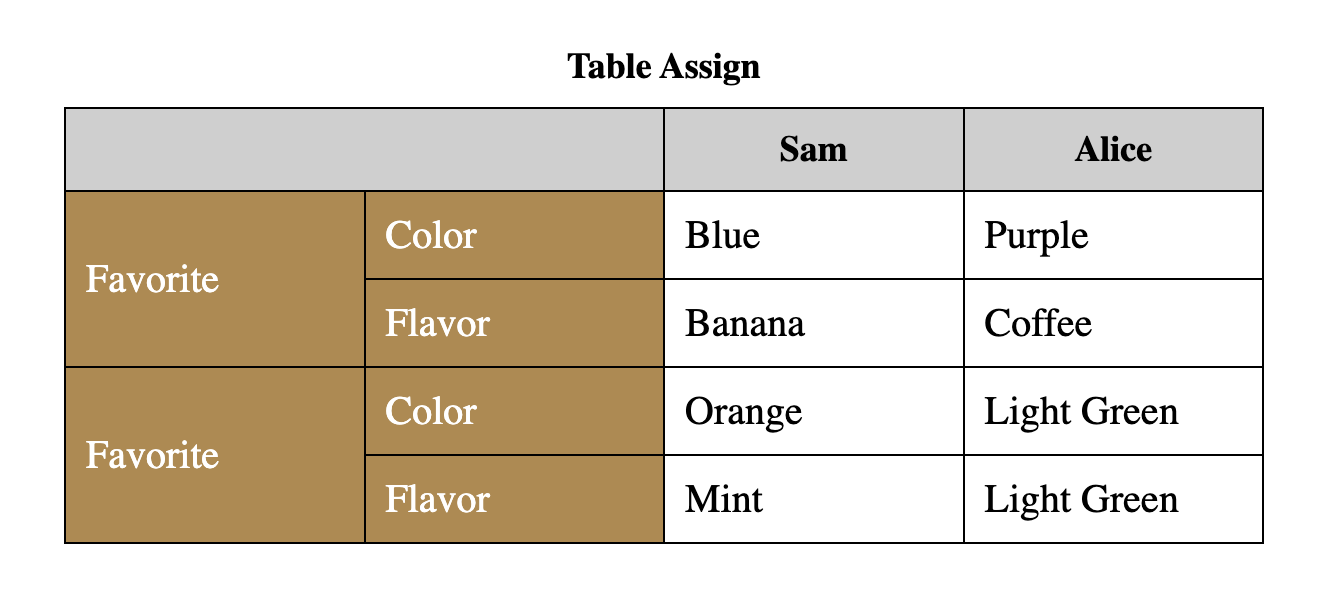 Table Assign
Sam Alice
Favorite Color Blue Purple
Flavor Banana Coffee
Favorite Color Orange Light Green
Flavor Mint Light Green